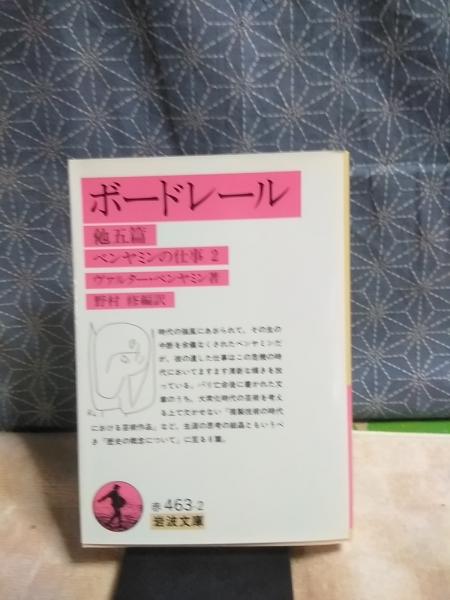 ボードレール
他五篇
ベンヤミンの仕事 2
ヴァルター・ベンヤミン著
野村 修編訳
時代の強風にあおられて、その生の
中断を余儀なくされたベンヤミンだ
が、彼の遺した仕事はこの危機の時
代においてますます清新な輝きを放
っている。パリ亡命後に書かれた文
章のうち、大衆化時代の芸術を考え
る上で欠かせない「複製技術の時代
における芸術作品」など、生涯の思考の総晶ともいうべ
き「歴史の概念について」に至る6篇。
赤 463-2
岩波文庫